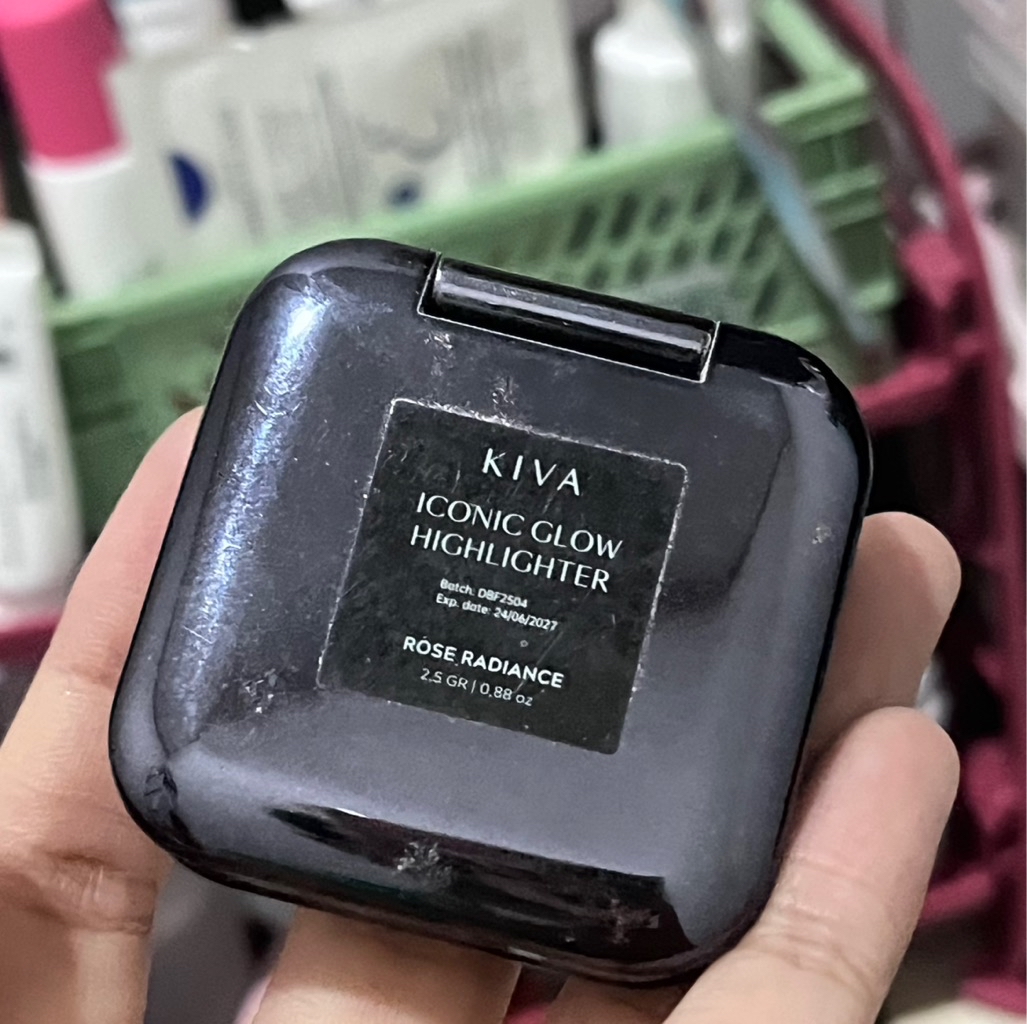 KIVA
ICONIC GLOW
HIGHLIGHTER
Batch: DBF2504
Exp. date: 24/06/2027
ROSE RADIANCE
2.5 GR | 0.88 oz